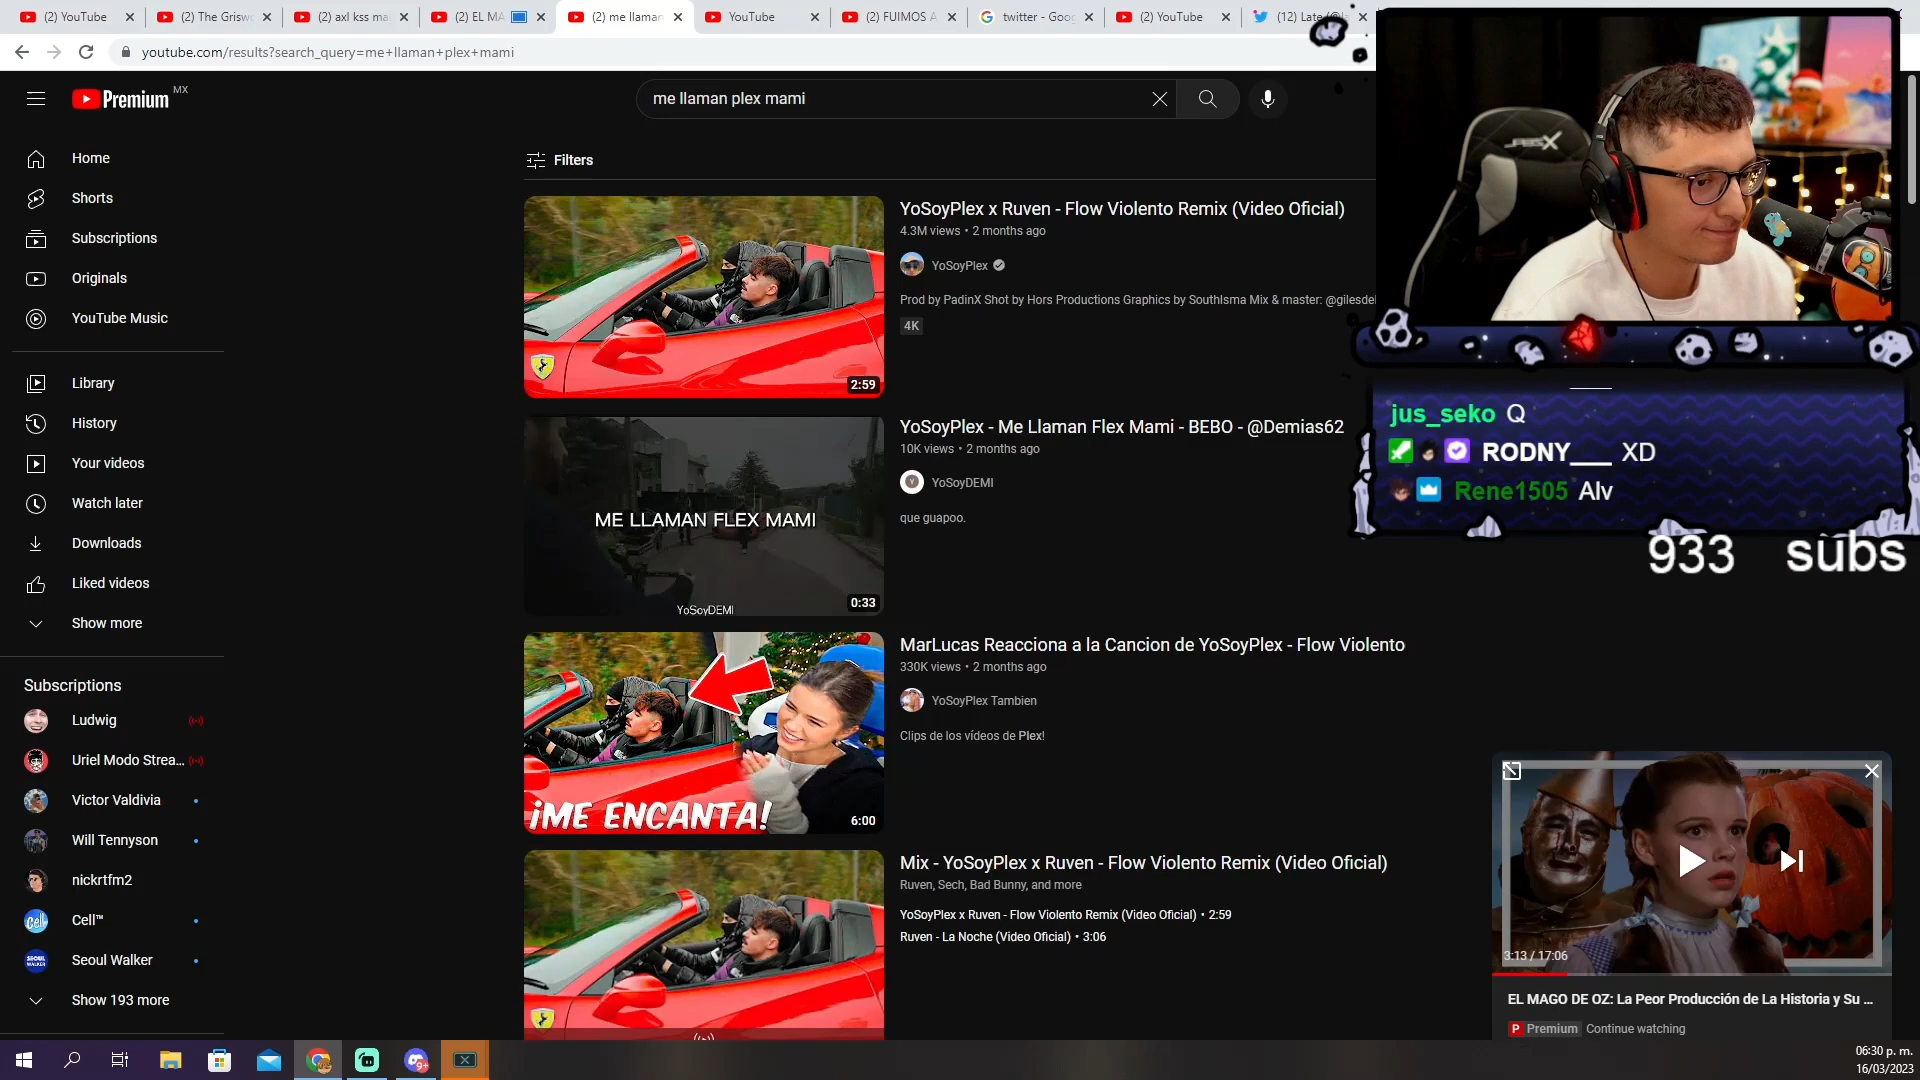 (2) YouTube
(2) The Grisw
(2) axl kss ma
(2) EL MA
(2) me llaman
YouTube
(2) FUIMOS A
twitter - Goo
(2) YouTube
(12) Late
youtube.com/results?search_query=me+llaman+plex+mami
Premium MX
me llaman plex mami
Home
Shorts
Subscriptions
Originals
YouTube Music
Library
History
Your videos
Watch later
Downloads
Liked videos
Show more
Subscriptions
Ludwig
Uriel Modo Strea...
Victor Valdivia
Will Tennyson
nickrtfm2
Cell™
Seoul Walker
Show 193 more
Filters
2:59
YoSoyPlex x Ruven - Flow Violento Remix (Video Oficial)
4.3M views • 2 months ago
YoSoyPlex
Prod by PadinX Shot by Hors Productions Graphics by SouthIsma Mix & master: @gilesdel
4K
ME LLAMAN FLEX MAMI
YoSoyDEMI
0:33
YoSoyPlex - Me Llaman Flex Mami - BEBO - @Demias62
10K views • 2 months ago
YoSoyDEMI
que guapoo.
¡ME ENCANTA!
6:00
MarLucas Reacciona a la Cancion de YoSoyPlex - Flow Violento
330K views • 2 months ago
YoSoyPlex Tambien
Clips de los vídeos de Plex!
Mix - YoSoyPlex x Ruven - Flow Violento Remix (Video Oficial)
Ruven, Sech, Bad Bunny, and more
YoSoyPlex x Ruven - Flow Violento Remix (Video Oficial) • 2:59
Ruven - La Noche (Video Oficial) • 3:06
jus_seko Q
RODNY___ XD
Rene1505 Alv
933 subs
3:13 / 17:06
EL MAGO DE OZ: La Peor Producción de La Historia y Su ...
P Premium Continue watching
9+
06:30 p. m.
16/03/2023